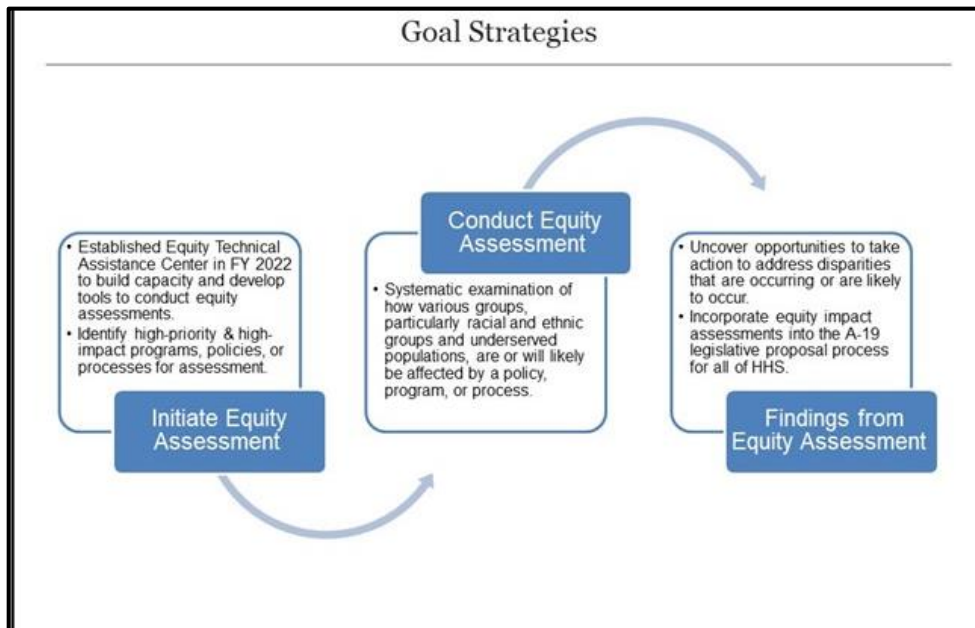 Goal Strategies
• Established Equity Technical
Assistance Center in FY 2022
to build capacity and develop
tools to conduct equity
assessments.
• Identify high-priority & high-
impact programs, policies, or
processes for assessment.
Initiate Equity
Assessment
Conduct Equity
Assessment
• Systematic examination of
how various groups,
particularly racial and ethnic
groups and underserved
populations, are or will likely
be affected by a policy,
program, or process.
• Uncover opportunities to take
action to address disparities
that are occurring or are likely
to occur.
• Incorporate equity impact
assessments into the A-19
legislative proposal process
for all of HHS.
Findings from
Equity Assessment